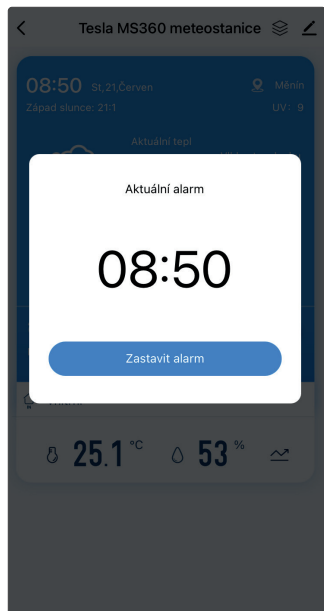 Tesla MS360 meteostanice
08:50 St,21,Červen
Měnín
Západ slunce: 21:1
UV: 9
Aktuální tepl
Aktuální alarm
08:50
Zastavit alarm
25.1 °C
53 %